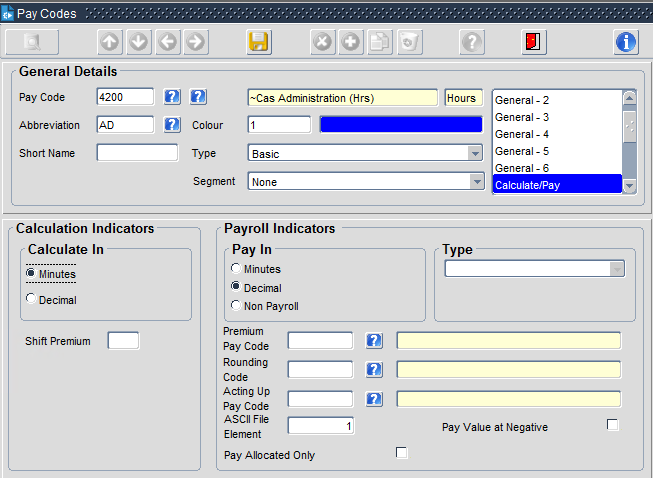 Pay Codes
General Details
Pay Code 4200 ? ? ~Cas Administration (Hrs) Hours
Abbreviation AD ? Colour 1
Short Name Type Basic
Segment None
General - 2
General - 3
General - 4
General - 5
General - 6
Calculate/Pay
Calculation Indicators
Calculate In
Minutes
Decimal
Shift Premium
Payroll Indicators
Pay In
Minutes
Decimal
Non Payroll
Type
Premium
Pay Code ?
Rounding
Code ?
Acting Up
Pay Code ?
ASCII File
Element 1
Pay Value at Negative
Pay Allocated Only